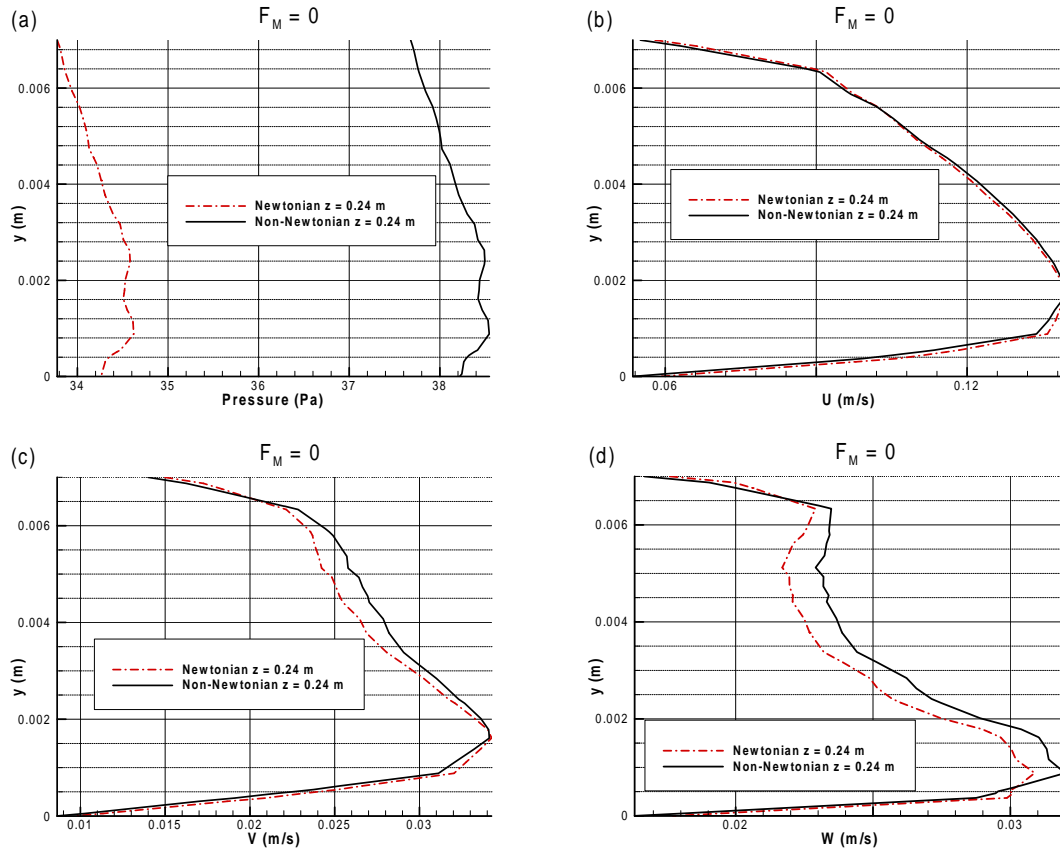 (a)
F_M = 0
0.006
0.004
0.002
0
y (m)
Newtonian z = 0.24 m
Non-Newtonian z = 0.24 m
34 35 36 37 38
Pressure (Pa)
(b)
F_M = 0
0.006
0.004
0.002
0
y (m)
Newtonian z = 0.24 m
Non-Newtonian z = 0.24 m
0.06 0.12
U (m/s)
(c)
F_M = 0
0.006
0.004
0.002
0
y (m)
Newtonian z = 0.24 m
Non-Newtonian z = 0.24 m
0.01 0.015 0.02 0.025 0.03
V (m/s)
(d)
F_M = 0
0.006
0.004
0.002
0
y (m)
Newtonian z = 0.24 m
Non-Newtonian z = 0.24 m
0.02 0.03
W (m/s)